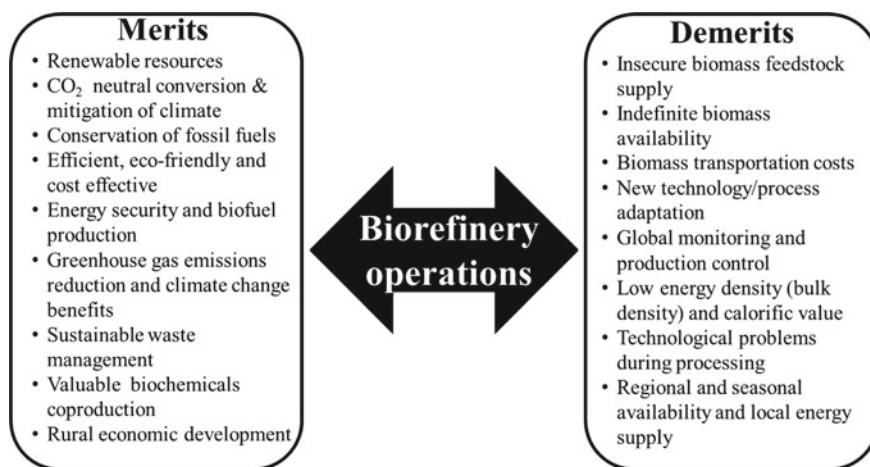 Merits
• Renewable resources
• CO₂ neutral conversion &
mitigation of climate
• Conservation of fossil fuels
• Efficient, eco-friendly and
cost effective
• Energy security and biofuel
production
• Greenhouse gas emissions
reduction and climate change
benefits
• Sustainable waste
management
• Valuable biochemicals
coproduction
• Rural economic development
Biorefinery
operations
Demerits
• Insecure biomass feedstock
supply
• Indefinite biomass
availability
• Biomass transportation costs
• New technology/process
adaptation
• Global monitoring and
production control
• Low energy density (bulk
density) and calorific value
• Technological problems
during processing
• Regional and seasonal
availability and local energy
supply